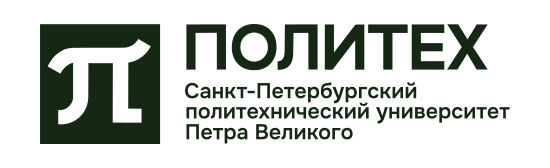 П
ПОЛИТЕХ
Санкт-Петербургский
политехнический университет
Петра Великого